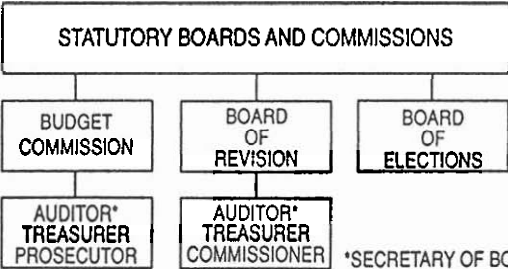 STATUTORY BOARDS AND COMMISSIONS
BUDGET
COMMISSION
BOARD
OF
REVISION
BOARD
OF
ELECTIONS
AUDITOR*
TREASURER
PROSECUTOR
AUDITOR*
TREASURER
COMMISSIONER
*SECRETARY OF